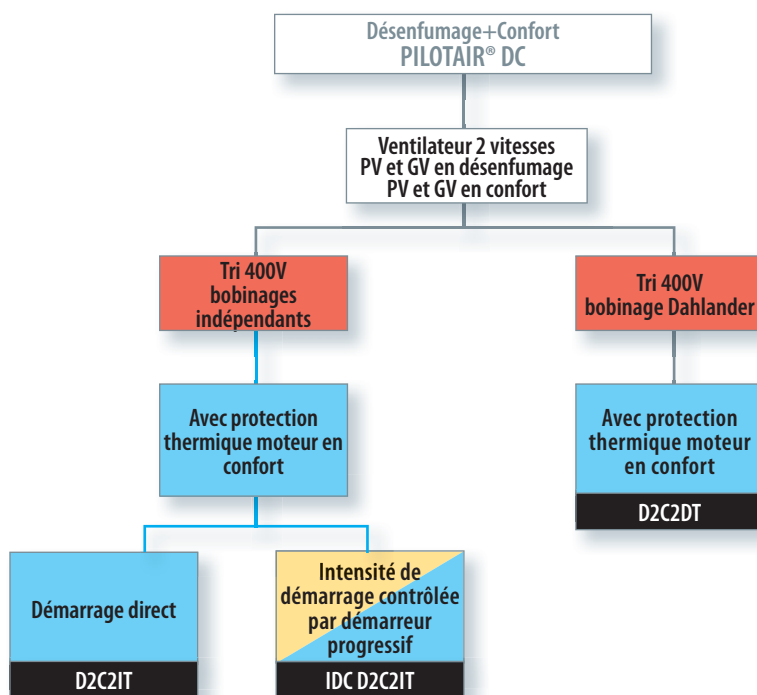 Désenfumage+Confort
PILOTAIR® DC
Ventilateur 2 vitesses
PV et GV en désenfumage
PV et GV en confort
Tri 400V
bobinages
indépendants
Tri 400V
bobinage Dahlander
Avec protection
thermique moteur en
confort
Avec protection
thermique moteur
en confort
D2C2DT
Démarrage direct
D2C2IT
Intensité de
démarrage contrôlée
par démarreur
progressif
IDC D2C2IT